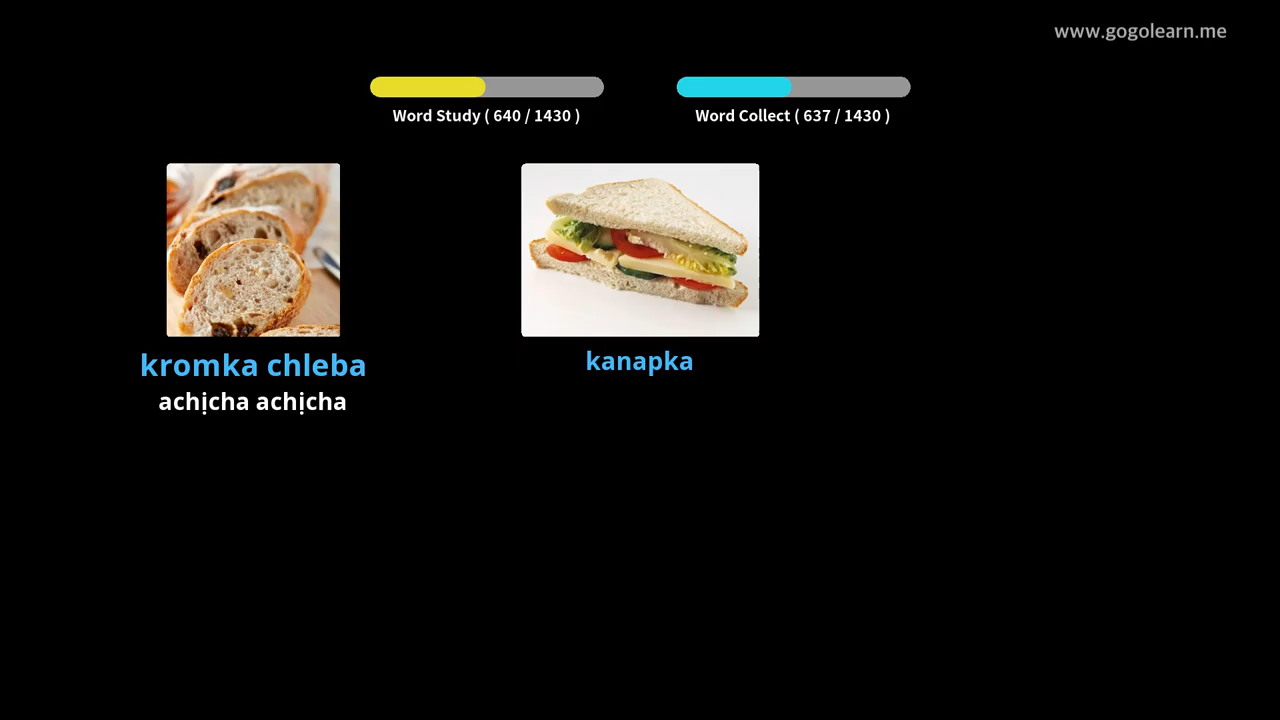 www.gogolearn.me
Word Study ( 640 / 1430 )
Word Collect ( 637 / 1430 )
kromka chleba
achịcha achịcha
kanapka